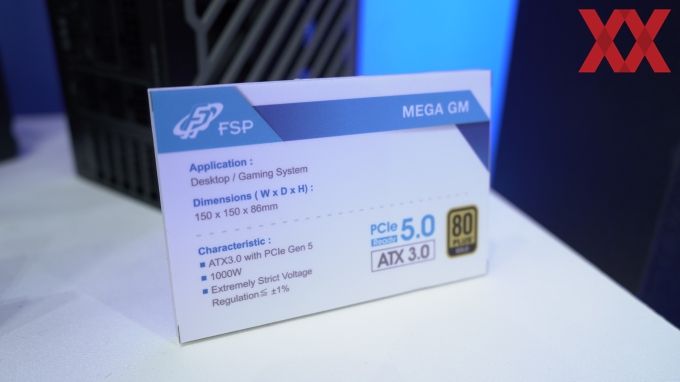 FSP
MEGA GM
Application :
Desktop / Gaming System
Dimensions ( W x D x H) :
150 x 150 x 86mm
Characteristic :
ATX3.0 with PCIe Gen 5
1000W
Extremely Strict Voltage
Regulation≦ ±1%
PCIe 5.0
Ready
ATX 3.0
80
PLUS
GOLD